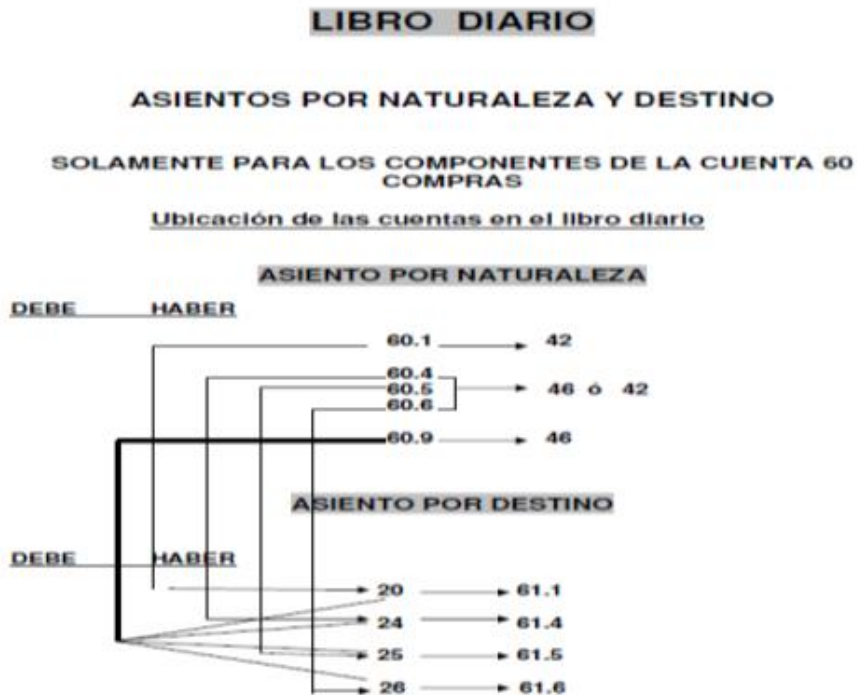 LIBRO DIARIO
ASIENTOS POR NATURALEZA Y DESTINO
SOLAMENTE PARA LOS COMPONENTES DE LA CUENTA 60
COMPRAS
Ubicación de las cuentas en el libro diario
ASIENTO POR NATURALEZA
DEBE HABER
60.1 42
60.4
60.5 46 ó 42
60.6
60.9 46
ASIENTO POR DESTINO
DEBE HABER
20 61.1
24 61.4
25 61.5
26 61.6